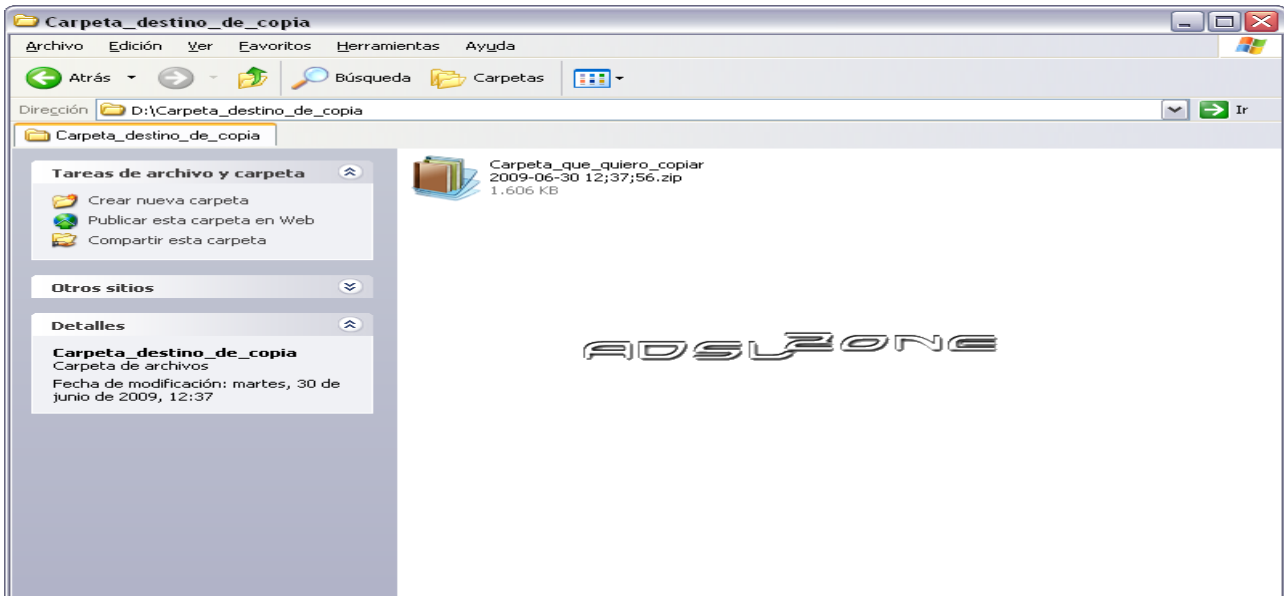 Carpeta_destino_de_copia
Archivo Edición Ver Favoritos Herramientas Ayuda
Atrás Búsqueda Carpetas
Dirección D:\Carpeta_destino_de_copia Ir
Carpeta_destino_de_copia
Tareas de archivo y carpeta
Crear nueva carpeta
Publicar esta carpeta en Web
Compartir esta carpeta
Otros sitios
Detalles
Carpeta_destino_de_copia
Carpeta de archivos
Fecha de modificación: martes, 30 de
junio de 2009, 12:37
Carpeta_que_quiero_copiar
2009-06-30 12;37;56.zip
1.606 KB
ADSLZONE